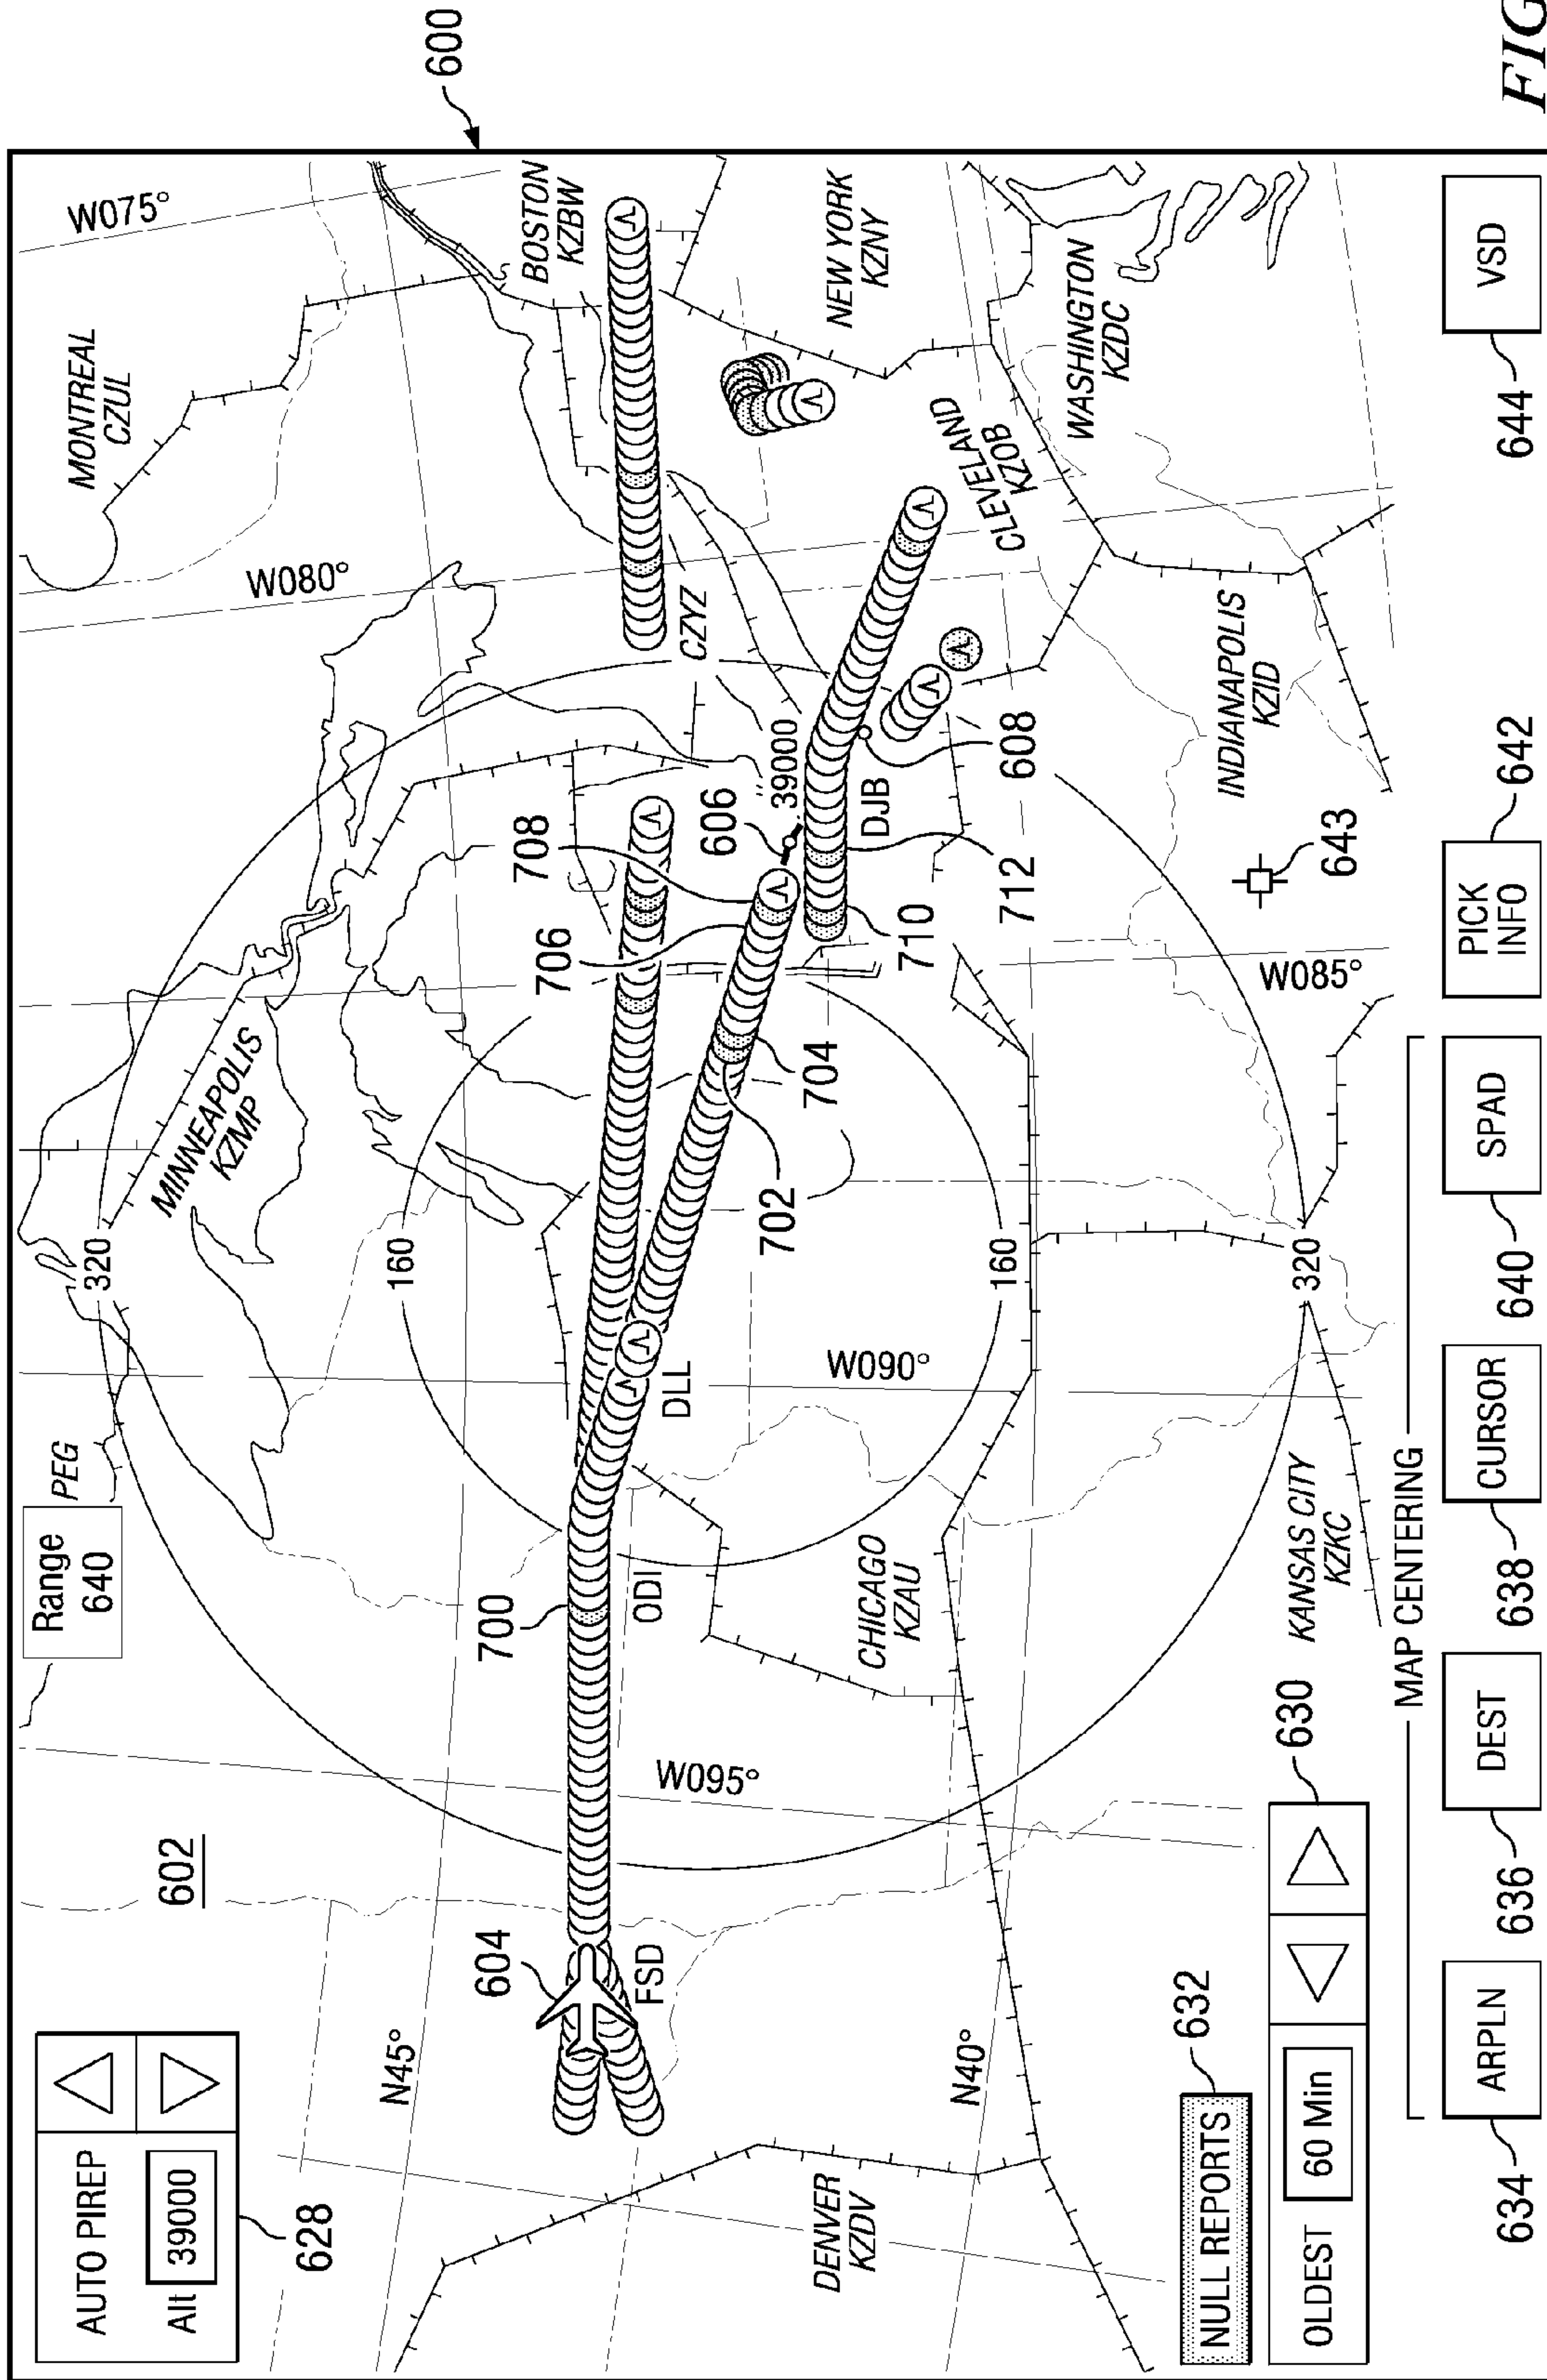 AUTO PIREP
Alt 39000
628
602
Range
640
PEG
320
MINNEAPOLIS
KZMP
W080°
MONTREAL
CZUL
W075°
600
N45°
604
FSD
700
ODI
DLL
160
706
708
606
39000
CZYZ
BOSTON
KZBW
W095°
W090°
702
704
710
712
DJB
608
NEW YORK
KZNY
CLEVELAND
KZOB
WASHINGTON
KZDC
DENVER
KZDV
N40°
CHICAGO
KZAU
160
INDIANAPOLIS
KZID
W085°
643
320
KANSAS CITY
KZKC
NULL REPORTS
632
OLDEST 60 Min
630
MAP CENTERING
634
ARPLN
636
DEST
638
CURSOR
640
SPAD
642
PICK
INFO
644
VSD
FIG